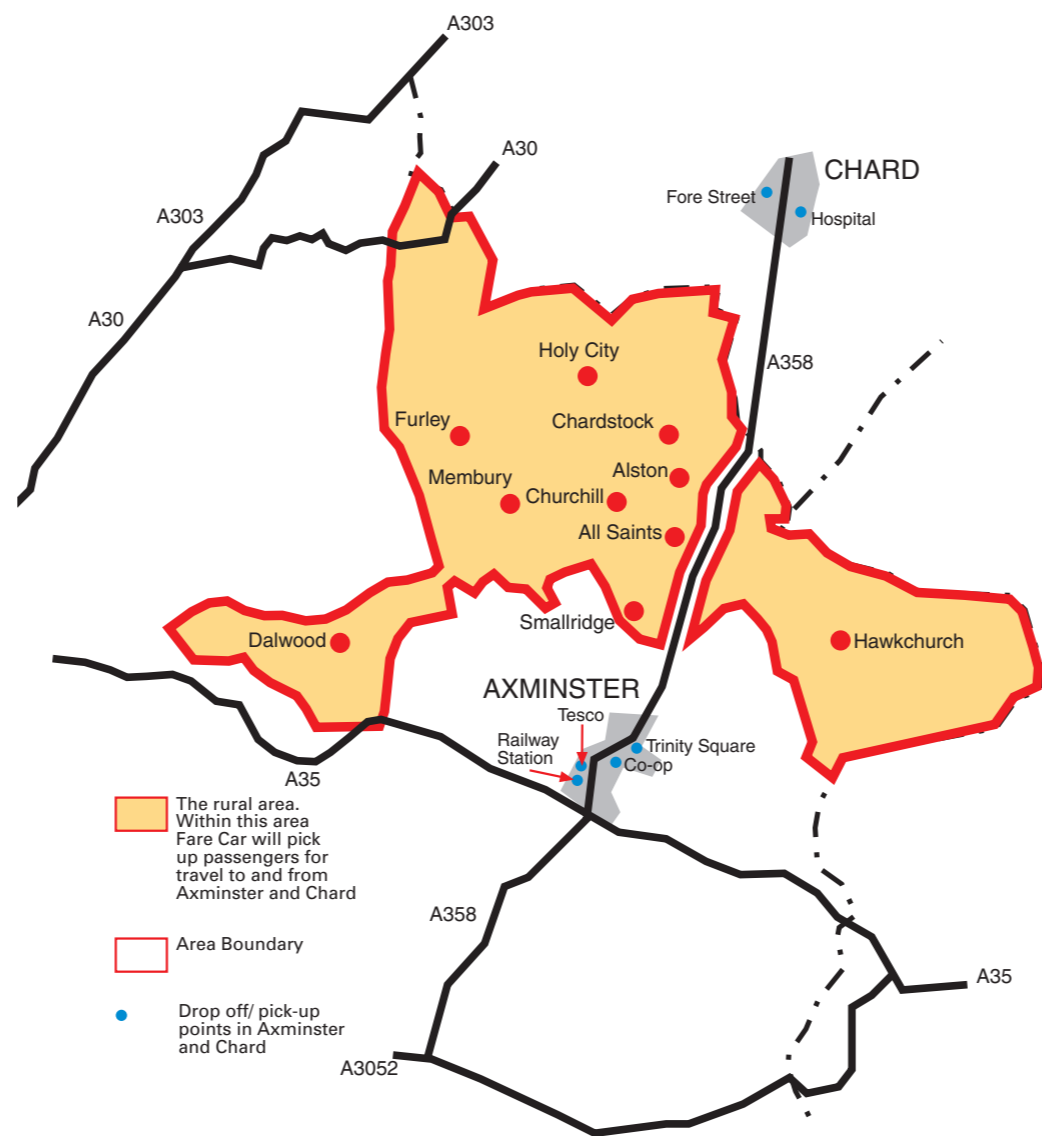 A303
A30
CHARD
Fore Street
Hospital
A303
A30
A358
Holy City
Furley
Chardstock
Membury
Alston
Churchill
All Saints
Smallridge
Dalwood
Hawkchurch
AXMINSTER
Tesco
Railway
Station
Trinity Square
Co-op
A35
The rural area.
Within this area
Fare Car will pick
up passengers for
travel to and from
Axminster and Chard
A358
Area Boundary
A35
Drop off/ pick-up
points in Axminster
and Chard
A3052